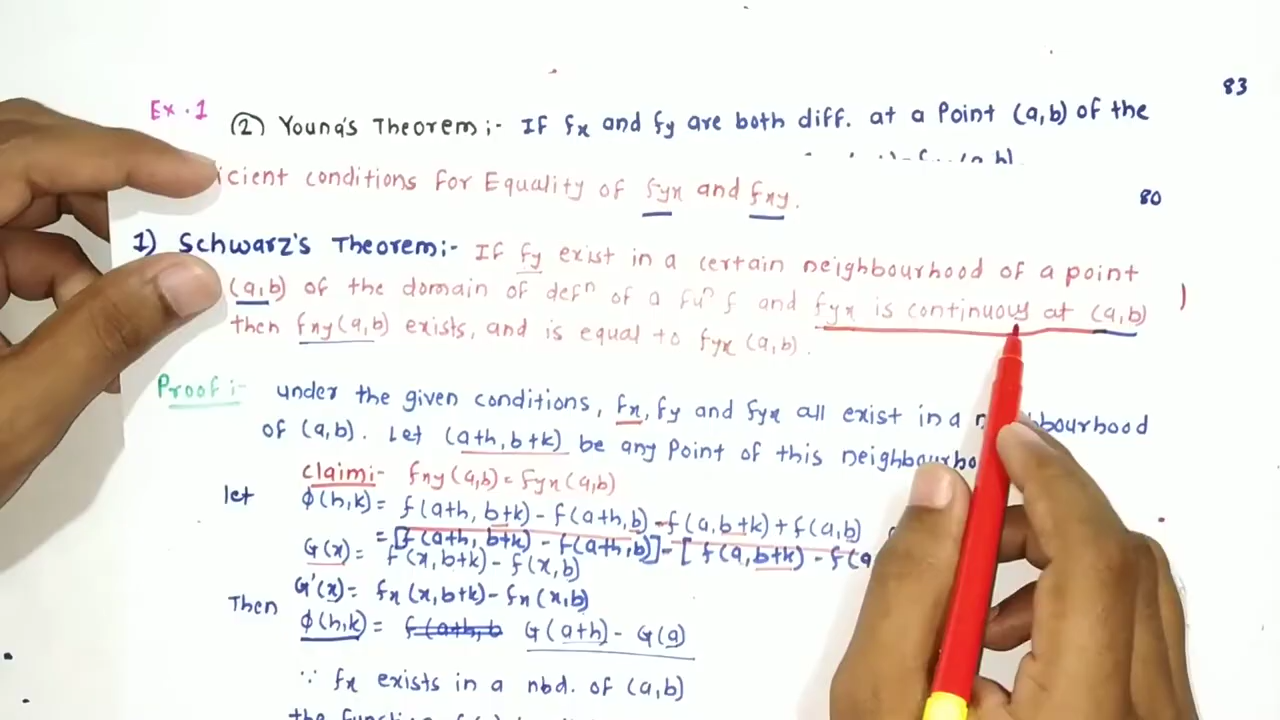 83
Ex.1 ② Young's Theorem:- If fx and fy are both diff. at a Point (a,b) of the
icient conditions for Equality of fyx and fxy.
80
1) Schwarz's Theorem:- If fy exist in a certain neighbourhood of a point
(a,b) of the domain of defⁿ of a fuⁿ f and fyx is continuous at (a,b)
then fxy(a,b) exists, and is equal to fyx (a,b).
Proof:- under the given conditions, fx, fy and fyx all exist in a n bourhood
of (a,b). Let (a+h, b+k) be any Point of this neighbourho
claim:- fxy (a,b) = fyx (a,b)
let φ(h,k) = f(a+h, b+k) - f(a+h, b) - f(a, b+k) + f(a,b)
= [f(a+h, b+k) - f(a+h, b)] - [f(a, b+k) - f(a
G(x) = f(x, b+k) - f(x, b)
G'(x) = fx (x, b+k) - fx (x, b)
Then φ(h,k) = f(a+h, b G(a+h) - G(a)
∵ fx exists in a nbd. of (a,b)